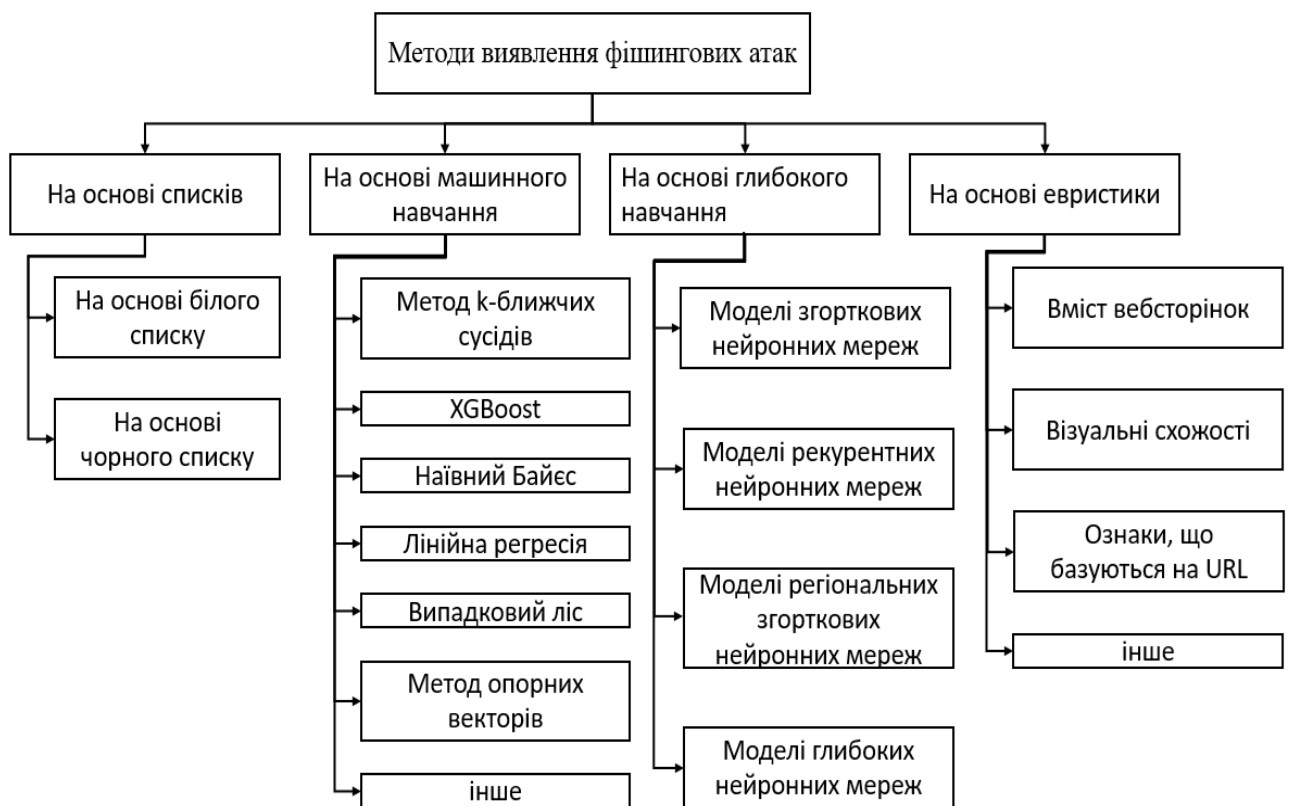 Методи виявлення фішингових атак
На основі списків
На основі білого
списку
На основі
чорного списку
На основі машинного
навчання
Метод k-ближчих
сусідів
XGBoost
Наївний Байєс
Лінійна регресія
Випадковий ліс
Метод опорних
векторів
інше
На основі глибокого
навчання
Моделі згорткових
нейронних мереж
Моделі рекурентних
нейронних мереж
Моделі регіональних
згорткових
нейронних мереж
Моделі глибоких
нейронних мереж
На основі евристики
Вміст вебсторінок
Візуальні схожості
Ознаки, що
базуються на URL
інше